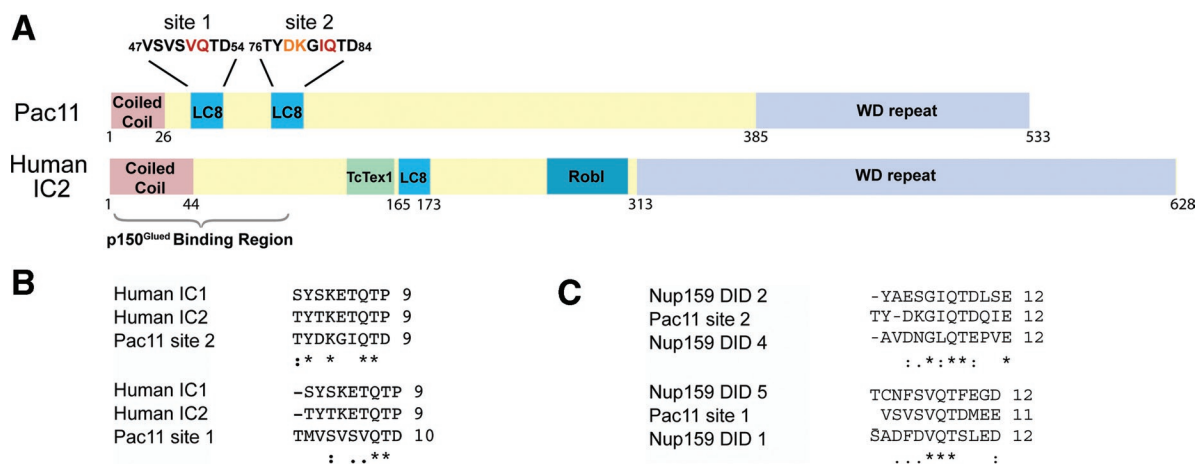 A
site 1 site 2
47VSVSVQTD54 76TYDKGIQTD84
Pac11 Coiled Coil LC8 LC8 WD repeat
1 26 385 533
Human IC2 Coiled Coil TcTex1 LC8 Robl WD repeat
1 44 165 173 313 628
p150Glued Binding Region
B
Human IC1 SYSKETQTP 9
Human IC2 TYTKETQTP 9
Pac11 site 2 TYDKGIQTD 9
:* * **
Human IC1 -SYSKETQTP 9
Human IC2 -TYTKETQTP 9
Pac11 site 1 TMVSVSVQTD 10
: ..**
C
Nup159 DID 2 -YAESGIQTDLSE 12
Pac11 site 2 TY-DKGIQTDQIE 12
Nup159 DID 4 -AVDNGLQTEPVE 12
:.*:**: *
Nup159 DID 5 TCNFSVQTFEGD 12
Pac11 site 1 VSVSVQTDMEE 11
Nup159 DID 1 SADFDVQTSLED 12
...*** :